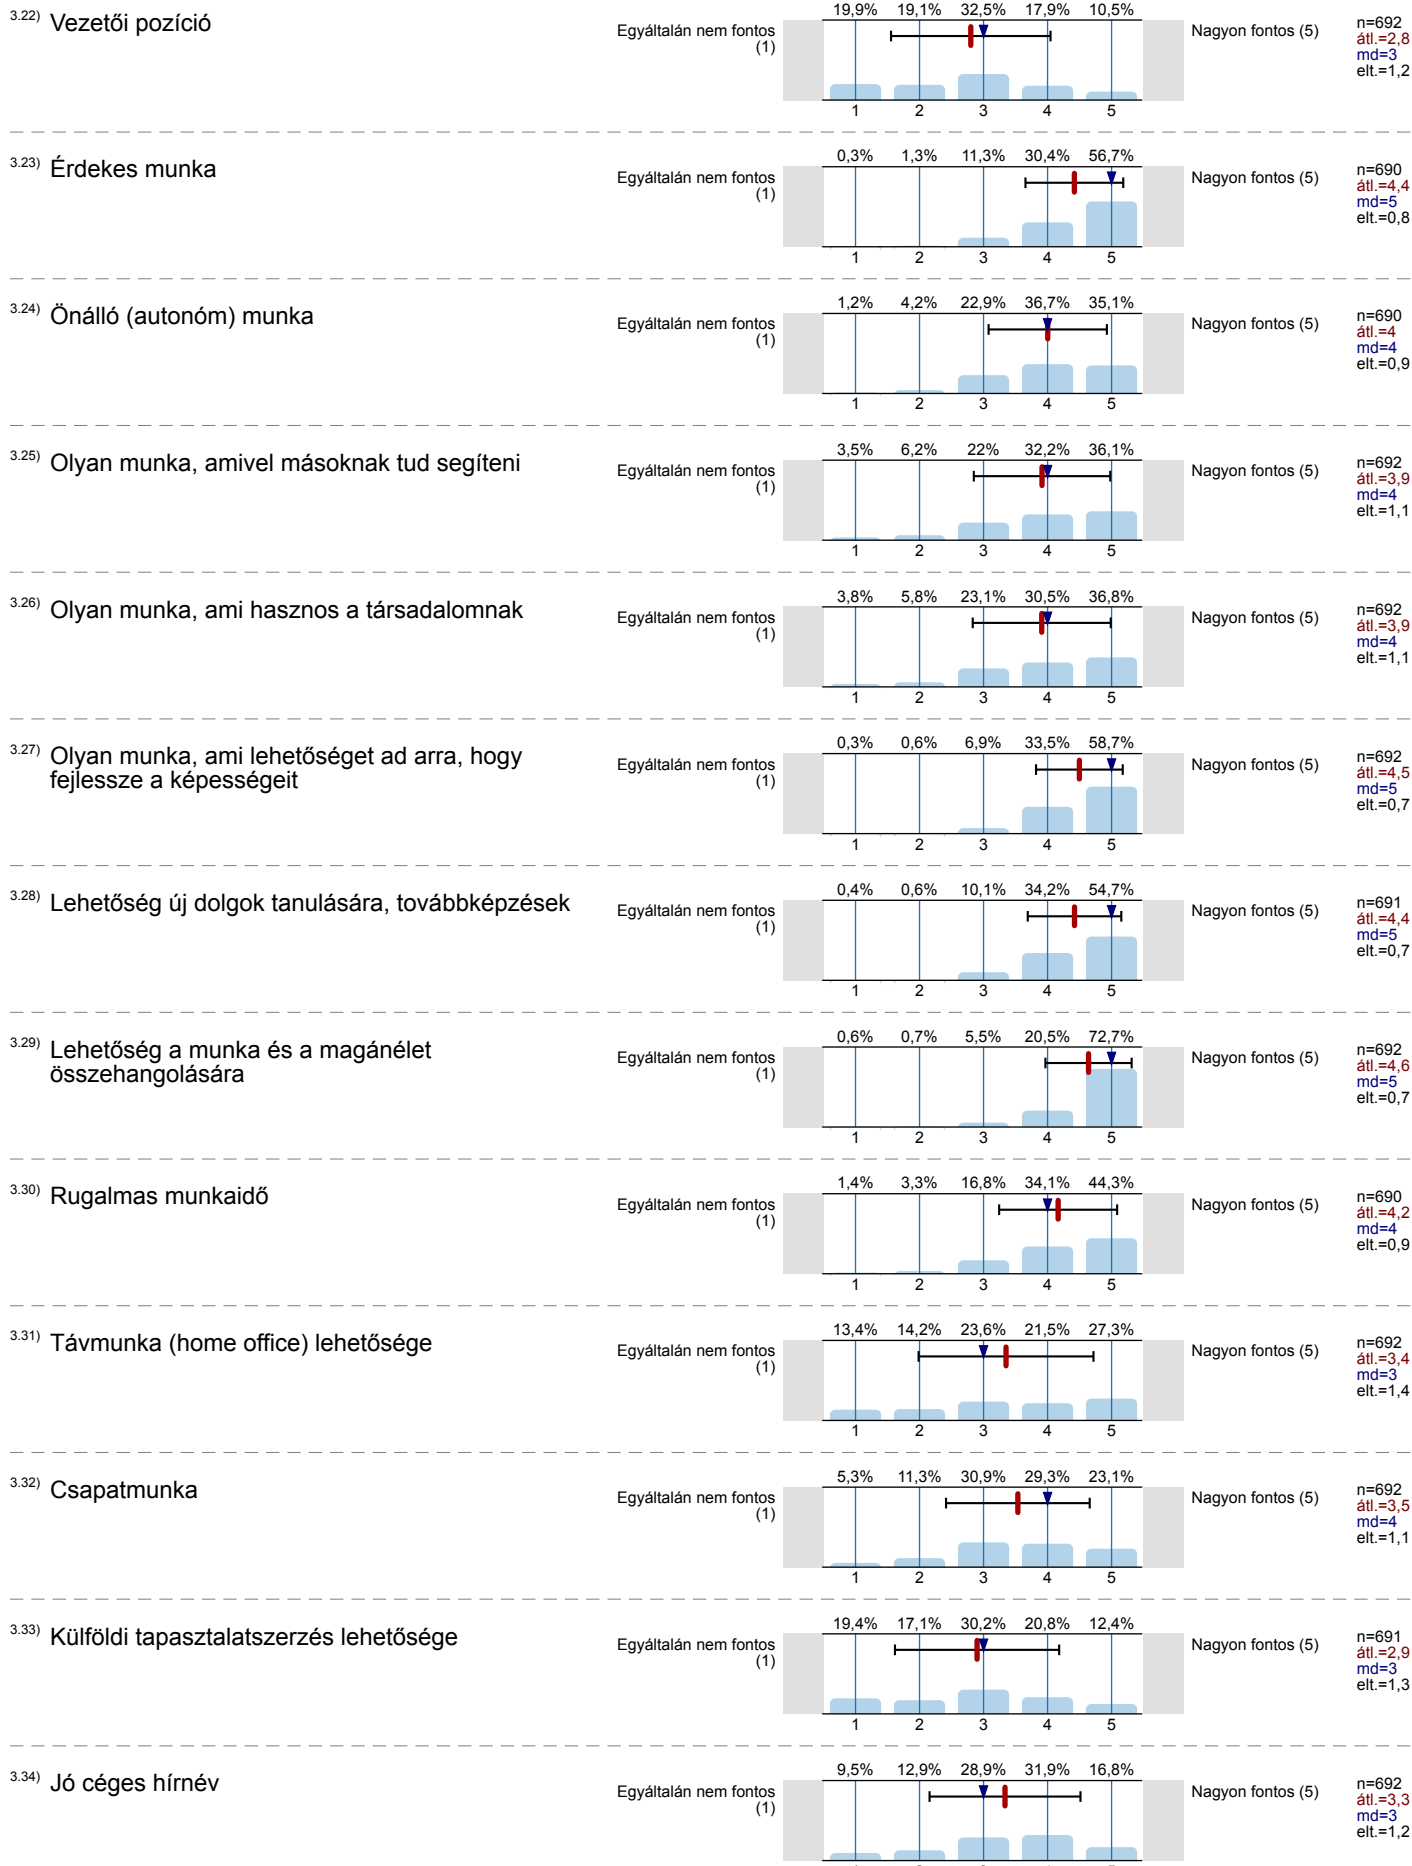 3.22) Vezetői pozíció
Egyáltalán nem fontos
(1)
19,9% 19,1% 32,5% 17,9% 10,5%
1 2 3 4 5
Nagyon fontos (5)
n=692
átl.=2,8
md=3
elt.=1,2
3.23) Érdekes munka
Egyáltalán nem fontos
(1)
0,3% 1,3% 11,3% 30,4% 56,7%
1 2 3 4 5
Nagyon fontos (5)
n=690
átl.=4,4
md=5
elt.=0,8
3.24) Önálló (autonóm) munka
Egyáltalán nem fontos
(1)
1,2% 4,2% 22,9% 36,7% 35,1%
1 2 3 4 5
Nagyon fontos (5)
n=690
átl.=4
md=4
elt.=0,9
3.25) Olyan munka, amivel másoknak tud segíteni
Egyáltalán nem fontos
(1)
3,5% 6,2% 22% 32,2% 36,1%
1 2 3 4 5
Nagyon fontos (5)
n=692
átl.=3,9
md=4
elt.=1,1
3.26) Olyan munka, ami hasznos a társadalomnak
Egyáltalán nem fontos
(1)
3,8% 5,8% 23,1% 30,5% 36,8%
1 2 3 4 5
Nagyon fontos (5)
n=692
átl.=3,9
md=4
elt.=1,1
3.27) Olyan munka, ami lehetőséget ad arra, hogy
fejlessze a képességeit
Egyáltalán nem fontos
(1)
0,3% 0,6% 6,9% 33,5% 58,7%
1 2 3 4 5
Nagyon fontos (5)
n=692
átl.=4,5
md=5
elt.=0,7
3.28) Lehetőség új dolgok tanulására, továbbképzések
Egyáltalán nem fontos
(1)
0,4% 0,6% 10,1% 34,2% 54,7%
1 2 3 4 5
Nagyon fontos (5)
n=691
átl.=4,4
md=5
elt.=0,7
3.29) Lehetőség a munka és a magánélet
összehangolására
Egyáltalán nem fontos
(1)
0,6% 0,7% 5,5% 20,5% 72,7%
1 2 3 4 5
Nagyon fontos (5)
n=692
átl.=4,6
md=5
elt.=0,7
3.30) Rugalmas munkaidő
Egyáltalán nem fontos
(1)
1,4% 3,3% 16,8% 34,1% 44,3%
1 2 3 4 5
Nagyon fontos (5)
n=690
átl.=4,2
md=4
elt.=0,9
3.31) Távmunka (home office) lehetősége
Egyáltalán nem fontos
(1)
13,4% 14,2% 23,6% 21,5% 27,3%
1 2 3 4 5
Nagyon fontos (5)
n=692
átl.=3,4
md=3
elt.=1,4
3.32) Csapatmunka
Egyáltalán nem fontos
(1)
5,3% 11,3% 30,9% 29,3% 23,1%
1 2 3 4 5
Nagyon fontos (5)
n=692
átl.=3,5
md=4
elt.=1,1
3.33) Külföldi tapasztalatszerzés lehetősége
Egyáltalán nem fontos
(1)
19,4% 17,1% 30,2% 20,8% 12,4%
1 2 3 4 5
Nagyon fontos (5)
n=691
átl.=2,9
md=3
elt.=1,3
3.34) Jó céges hírnév
Egyáltalán nem fontos
(1)
9,5% 12,9% 28,9% 31,9% 16,8%
Nagyon fontos (5)
n=692
átl.=3,3
md=3
elt.=1,2